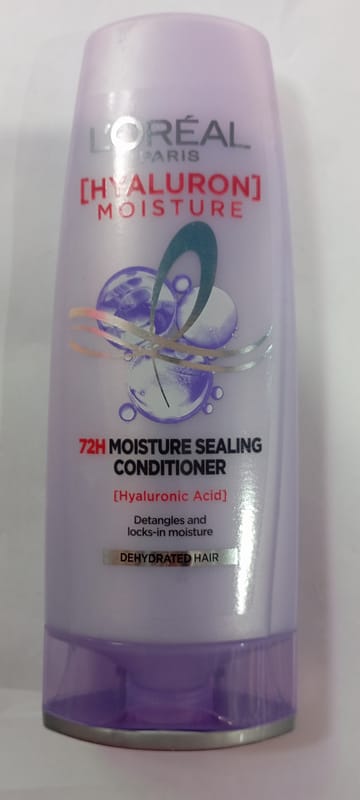 L'ORÉAL
PARIS
[HYALURON]
MOISTURE
72H MOISTURE SEALING
CONDITIONER
[Hyaluronic Acid]
Detangles and
locks-in moisture
DEHYDRATED HAIR